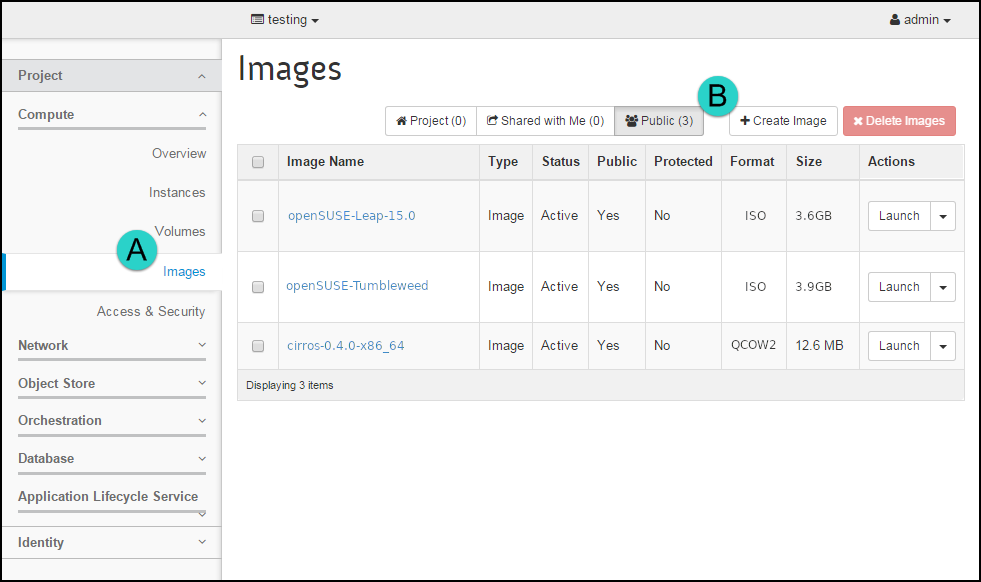 testing
admin
Project
Images
Compute
B
Project (0)
Shared with Me (0)
Public (3)
Create Image
Delete Images
Overview
Image Name Type Status Public Protected Format Size Actions
Instances
openSUSE-Leap-15.0 Image Active Yes No ISO 3.6GB Launch
Volumes
A
Images
openSUSE-Tumbleweed Image Active Yes No ISO 3.9GB Launch
Access & Security
Network
cirros-0.4.0-x86_64 Image Active Yes No QCOW2 12.6 MB Launch
Object Store
Displaying 3 items
Orchestration
Database
Application Lifecycle Service
Identity